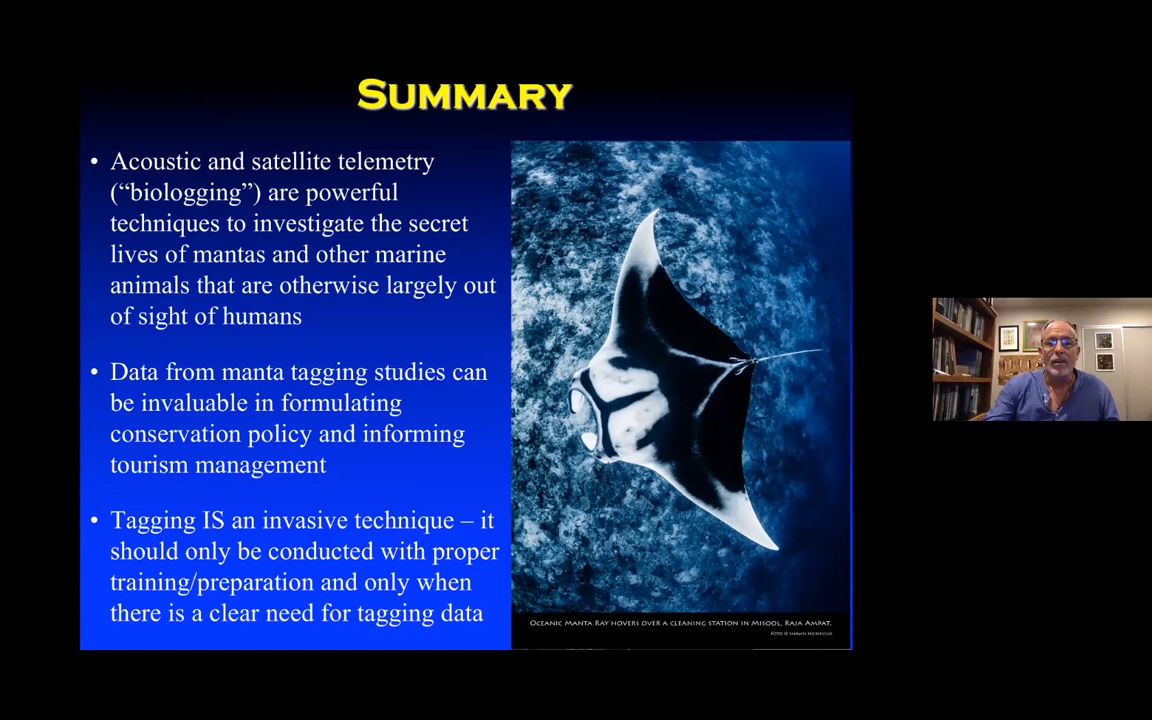 SUMMARY
• Acoustic and satellite telemetry
(“biologging”) are powerful
techniques to investigate the secret
lives of mantas and other marine
animals that are otherwise largely out
of sight of humans
• Data from manta tagging studies can
be invaluable in formulating
conservation policy and informing
tourism management
• Tagging IS an invasive technique – it
should only be conducted with proper
training/preparation and only when
there is a clear need for tagging data
OCEANIC MANTA RAY HOVERS OVER A CLEANING STATION IN MISOOL, RAJA AMPAT.
FOTO © SHAWN HEINRICHS